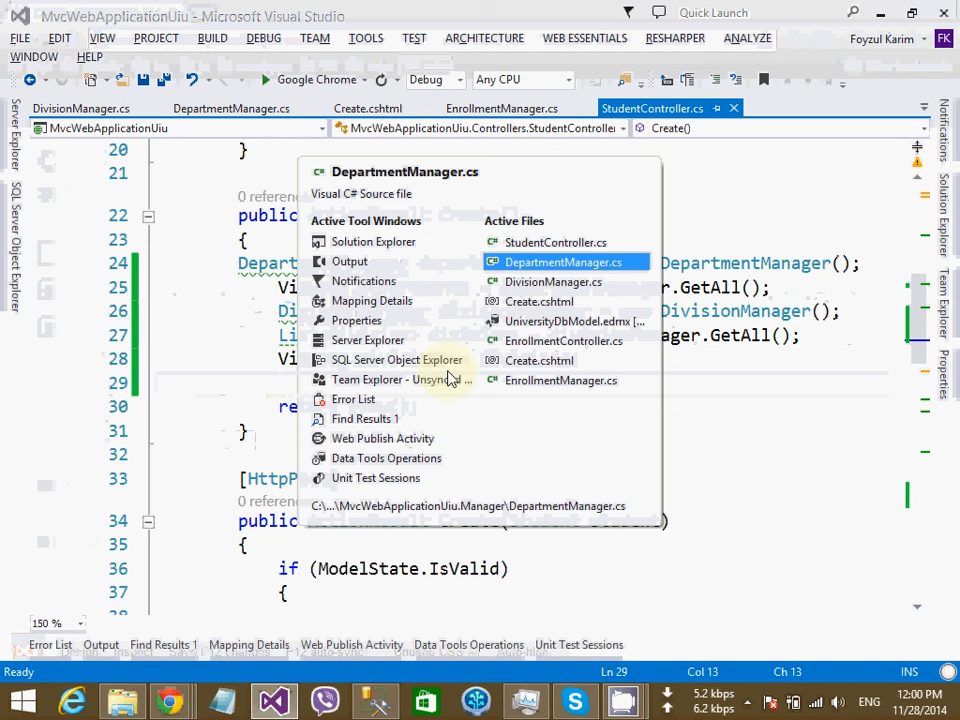 MvcWebApplicationUiu - Microsoft Visual Studio
Quick Launch
FILE EDIT VIEW PROJECT BUILD DEBUG TEAM TOOLS TEST ARCHITECTURE WEB ESSENTIALS RESHARPER ANALYZE
Foyzul Karim FK
WINDOW HELP
Google Chrome Debug Any CPU
DivisionManager.cs DepartmentManager.cs Create.cshtml EnrollmentManager.cs StudentController.cs
MvcWebApplicationUiu MvcWebApplicationUiu.Controllers.StudentController Create()
Server Explorer
SQL Server Object Explorer
Notifications
Solution Explorer
Team Explorer
Properties
20 }
21
0 referenc
22 public
23 {
24 Depart DepartmentManager();
25 Vi er.GetAll();
26 Di DivisionManager();
27 Li ager.GetAll();
28 Vi
29
30 re
31 }
32
33 [HttpP
0 referenc
34 public
35 {
36 if (ModelState.IsValid)
37 {
DepartmentManager.cs
Visual C# Source file
Active Tool Windows
Solution Explorer
Output
Notifications
Mapping Details
Properties
Server Explorer
SQL Server Object Explorer
Team Explorer - Unsync ...
Error List
Find Results 1
Web Publish Activity
Data Tools Operations
Unit Test Sessions
Active Files
StudentController.cs
DepartmentManager.cs
DivisionManager.cs
Create.cshtml
UniversityDbModel.edmx [...
EnrollmentController.cs
Create.cshtml
EnrollmentManager.cs
C:\...\MvcWebApplicationUiu.Manager\DepartmentManager.cs
150 %
Error List Output Find Results 1 Mapping Details Web Publish Activity Data Tools Operations Unit Test Sessions
Ready Ln 29 Col 13 Ch 13 INS
5.2 kbps
6.2 kbps
ENG
12:00 PM
11/28/2014